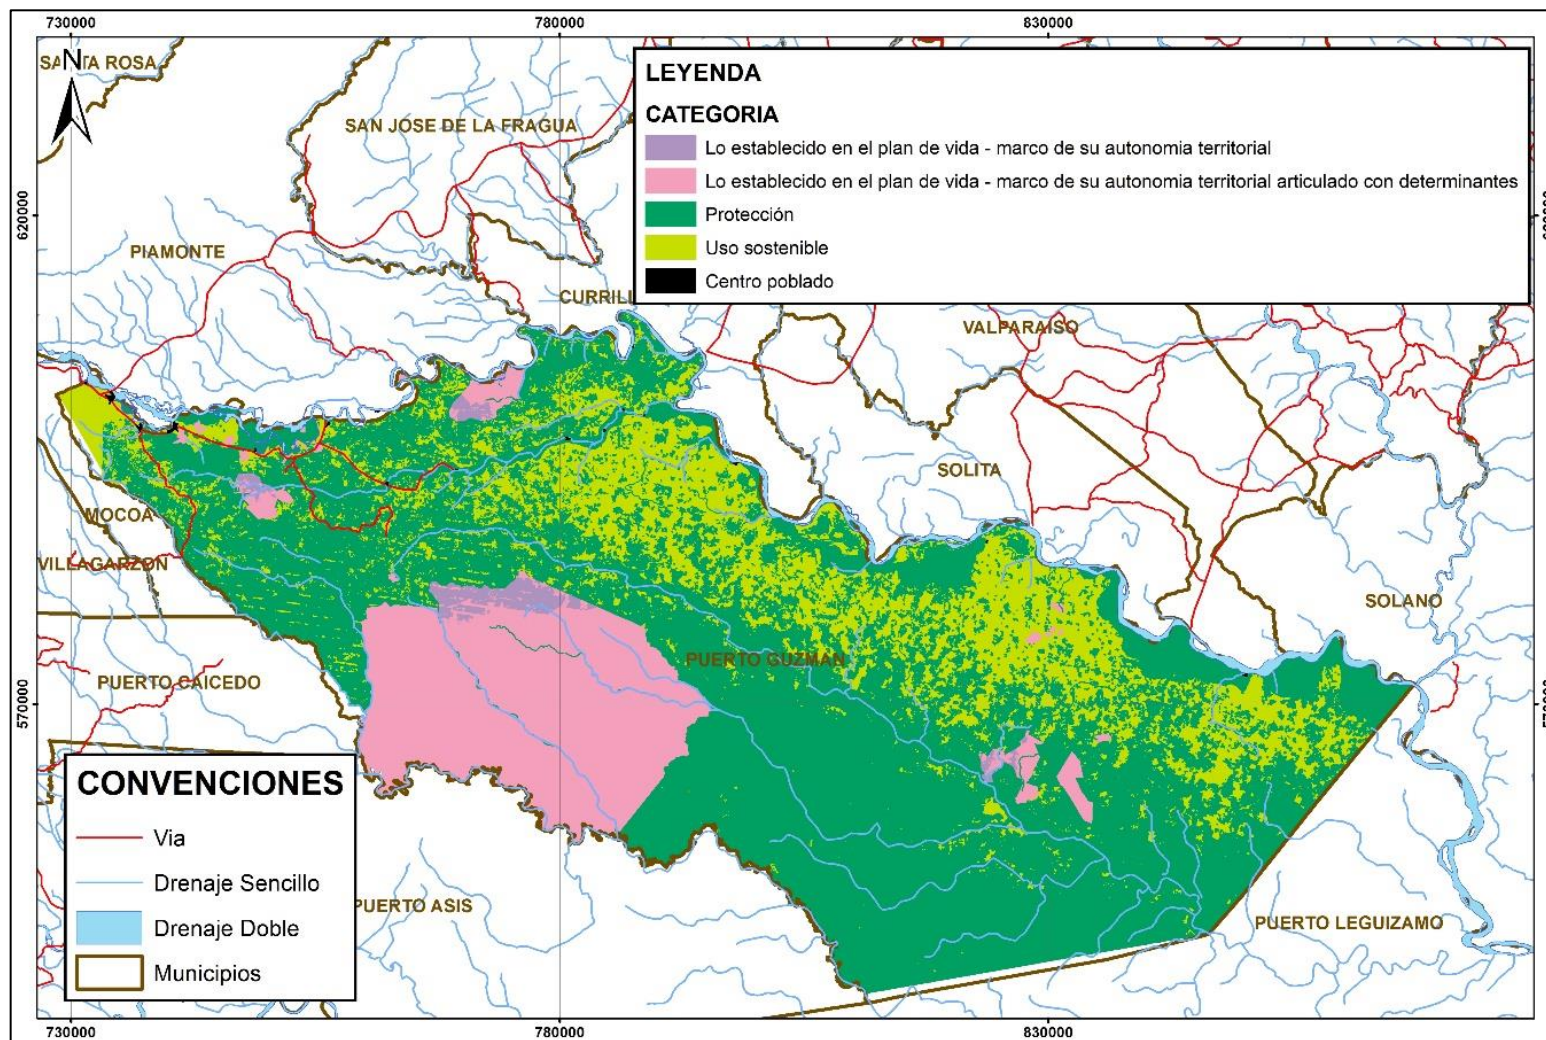 730000
780000
830000
N
SANTA ROSA
SAN JOSE DE LA FRAGUA
LEYENDA
CATEGORIA
Lo establecido en el plan de vida - marco de su autonomia territorial
Lo establecido en el plan de vida - marco de su autonomia territorial articulado con determinantes
Protección
Uso sostenible
Centro poblado
620000
PIAMONTE
CURRILL
VALPARAISO
SOLITA
MOCOA
VILLAGARZON
SOLANO
PUERTO GUZMAN
PUERTO CAICEDO
570000
CONVENCIONES
Via
Drenaje Sencillo
Drenaje Doble
Municipios
PUERTO ASIS
PUERTO LEGUIZAMO
730000
780000
830000